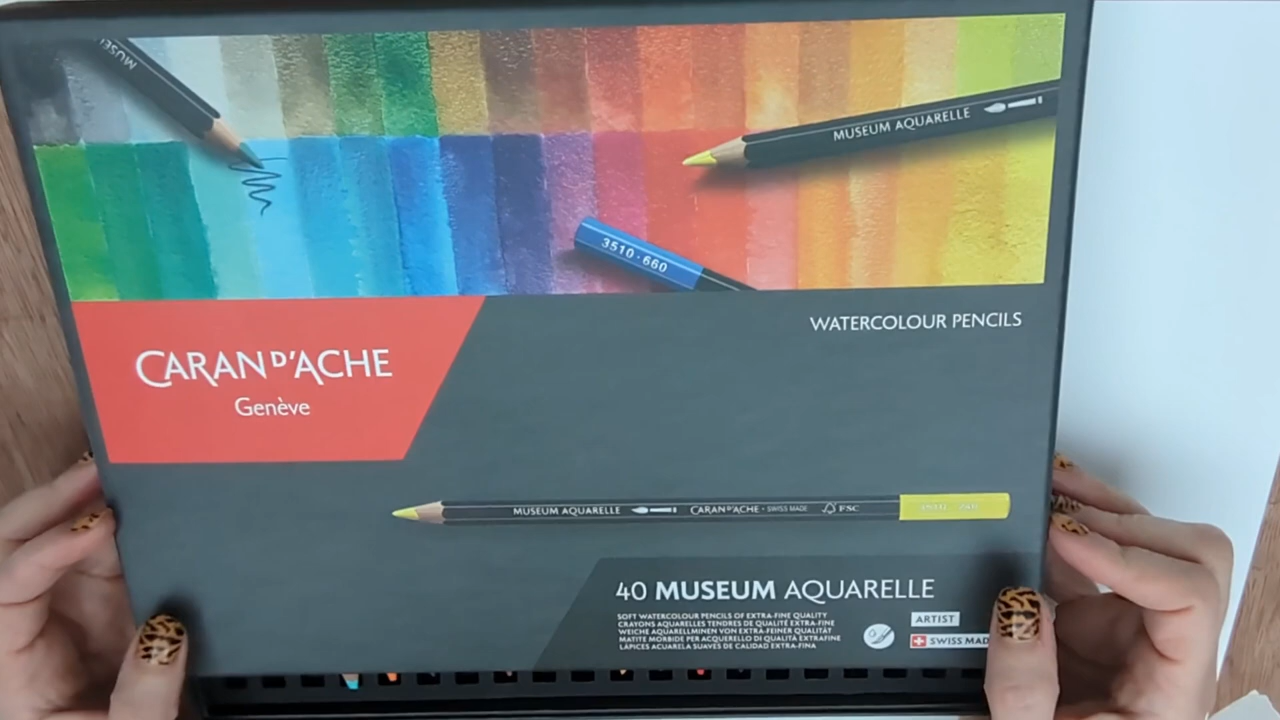 MUSEUM AQUARELLE
3510 · 660
WATERCOLOUR PENCILS
CARAN D'ACHE
Genève
MUSEUM AQUARELLE CARAN D'ACHE · SWISS MADE FSC
40 MUSEUM AQUARELLE
SOFT WATERCOLOUR PENCILS OF EXTRA-FINE QUALITY
CRAYONS AQUARELLES TENDRES DE QUALITÉ EXTRA-FINE
WEICHE AQUARELLMINEN VON EXTRA-FEINER QUALITÄT
MATITE MORBIDE PER ACQUERELLO DI QUALITÀ EXTRAFINE
LÁPICES ACUARELA SUAVES DE CALIDAD EXTRA-FINA
ARTIST
SWISS MAD